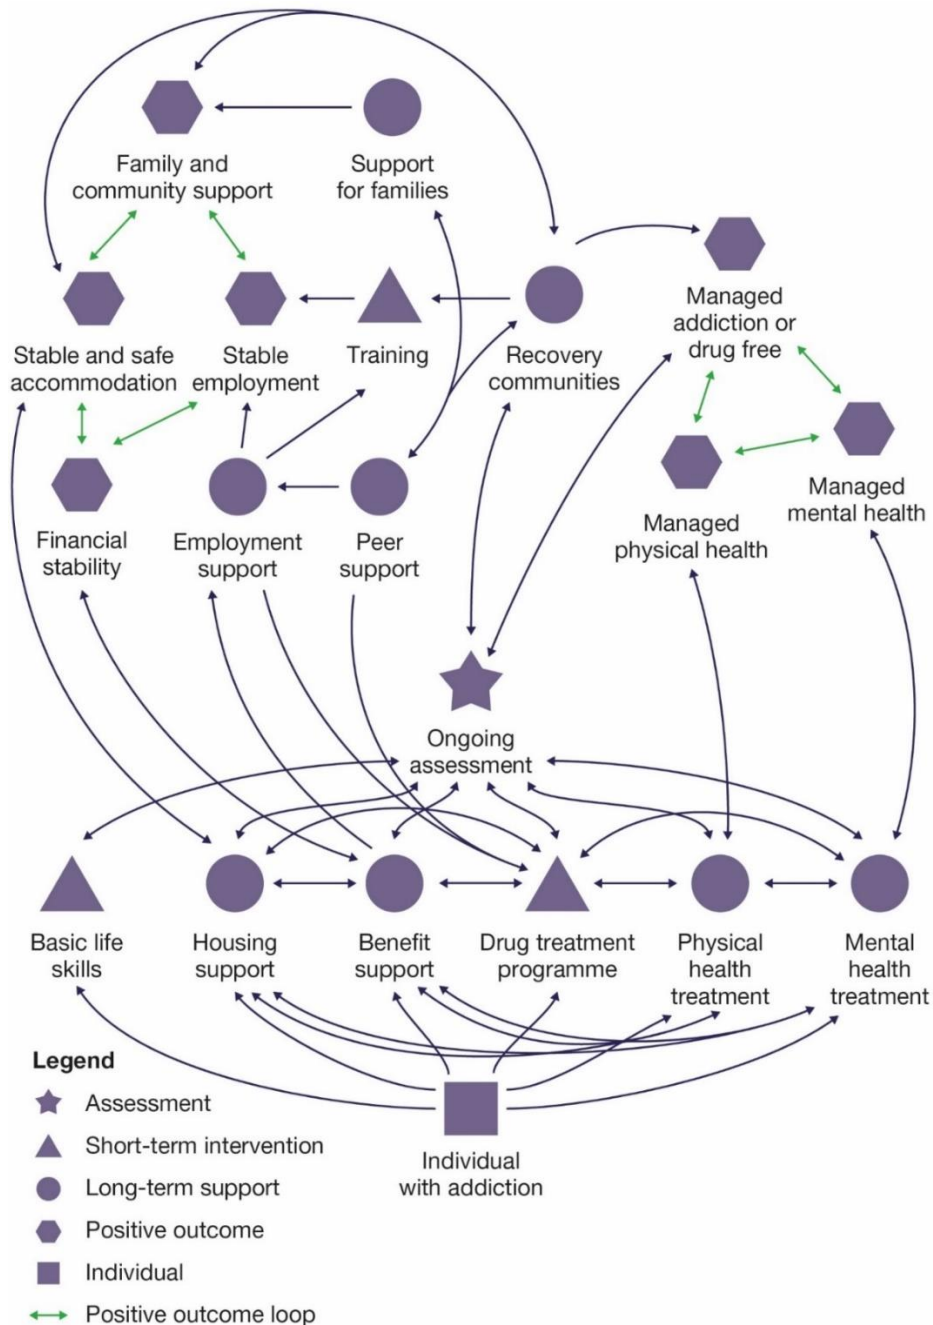 Family and
community support
Support
for families
Managed
addiction or
drug free
Stable and safe
accommodation
Stable
employment
Training
Recovery
communities
Managed
mental health
Managed
physical health
Financial
stability
Employment
support
Peer
support
Ongoing
assessment
Basic life
skills
Housing
support
Benefit
support
Drug treatment
programme
Physical
health
treatment
Mental
health
treatment
Individual
with addiction
Legend
Assessment
Short-term intervention
Long-term support
Positive outcome
Individual
Positive outcome loop